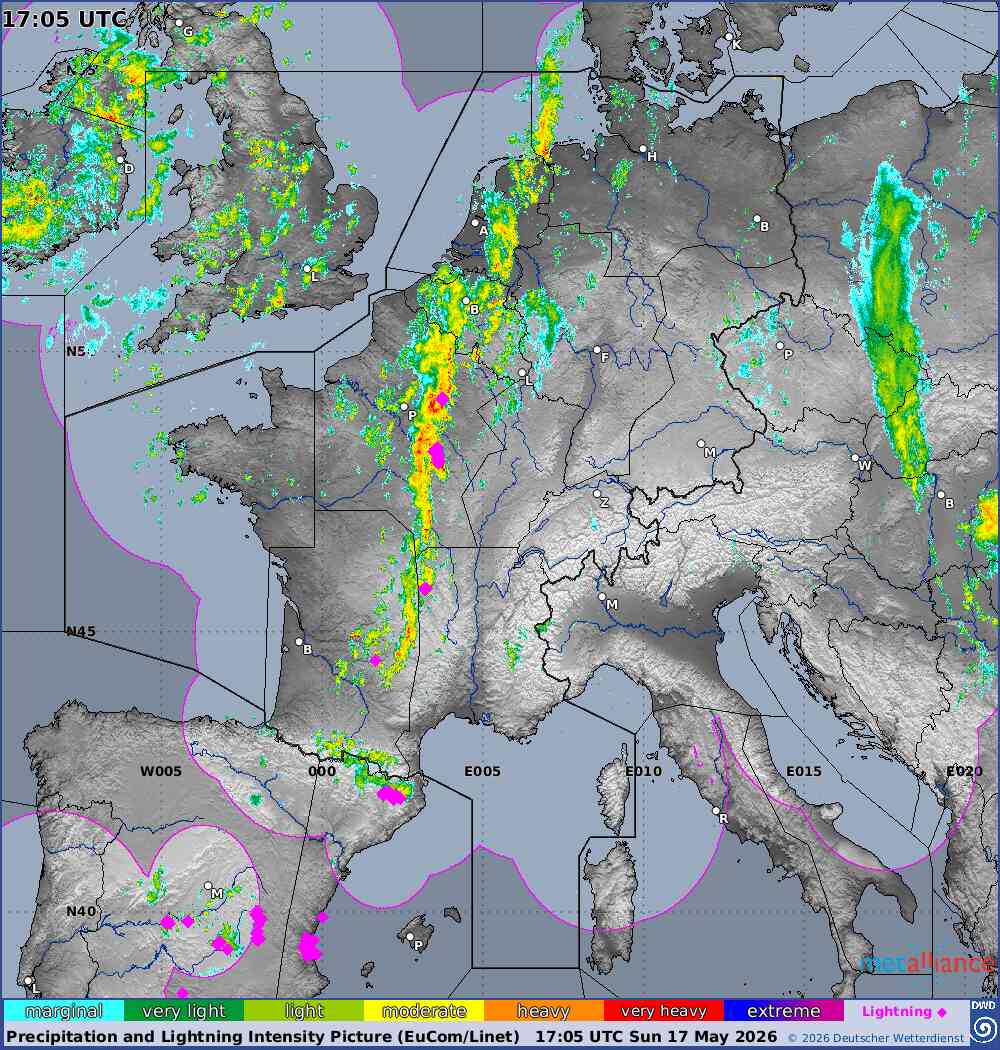 17:05 UTC
G
K
N55
H
D
A
B
L
B
N5
F
P
L
P
M
W
Z
B
M
N45
B
W005
000
E005
E010
E015
E020
R
M
N40
P
metalliance
L
marginal very light light moderate heavy very heavy extreme Lightning
DWD
Precipitation and Lightning Intensity Picture (EuCom/Linet) 17:05 UTC Sun 17 May 2026 © 2026 Deutscher Wetterdienst